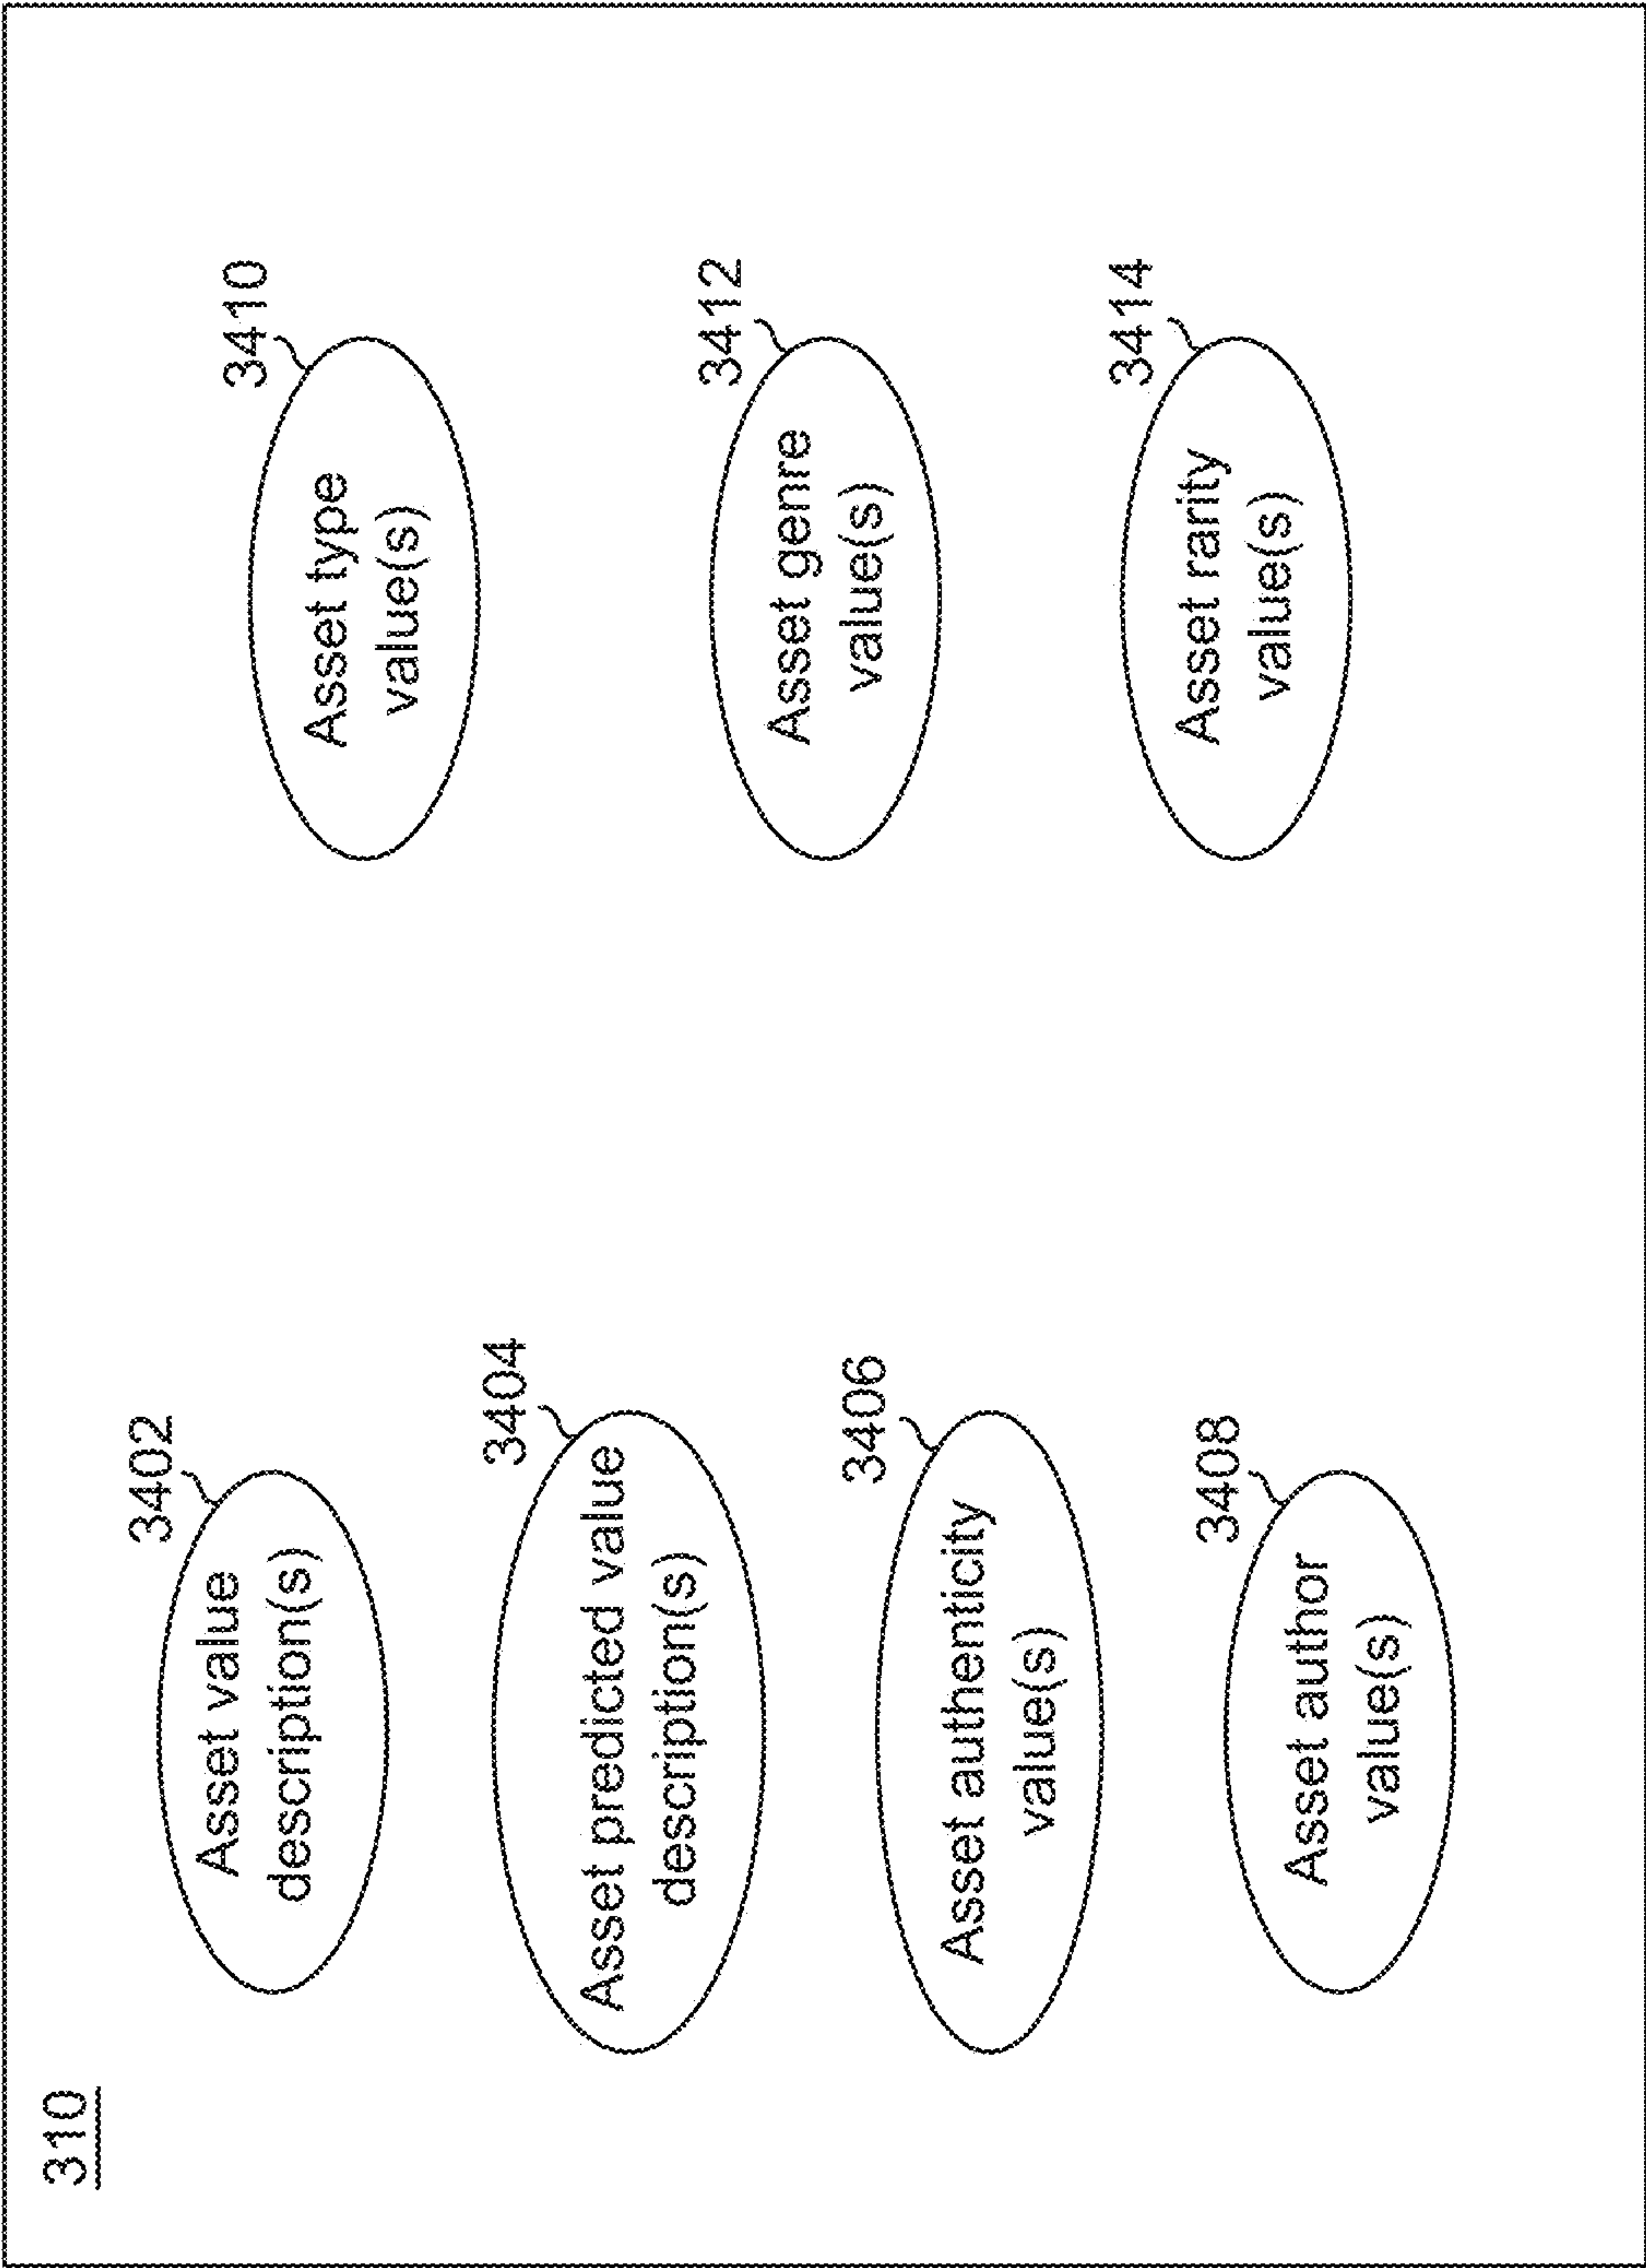 310
3402
Asset value
description(s)
3404
Asset predicted value
description(s)
3406
Asset authenticity
value(s)
3408
Asset author
value(s)
3410
Asset type
value(s)
3412
Asset genre
value(s)
3414
Asset rarity
value(s)